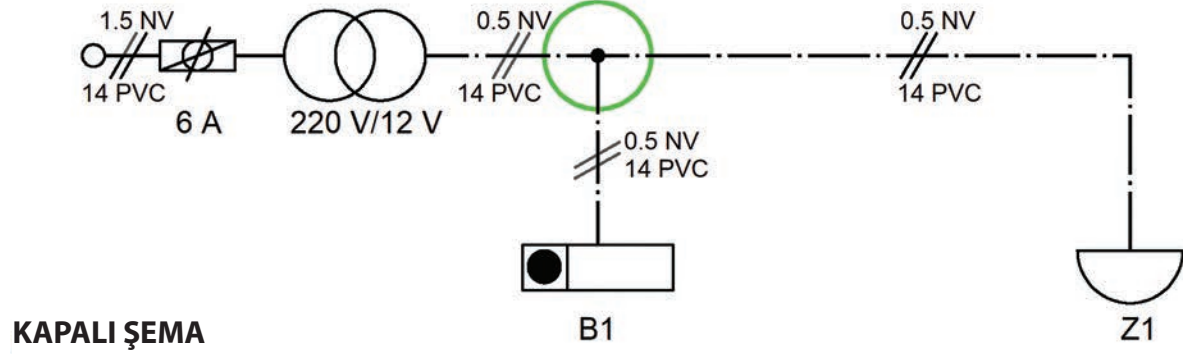 1.5 NV
14 PVC
6 A
220 V/12 V
0.5 NV
14 PVC
0.5 NV
14 PVC
0.5 NV
14 PVC
B1
Z1
KAPALI ŞEMA